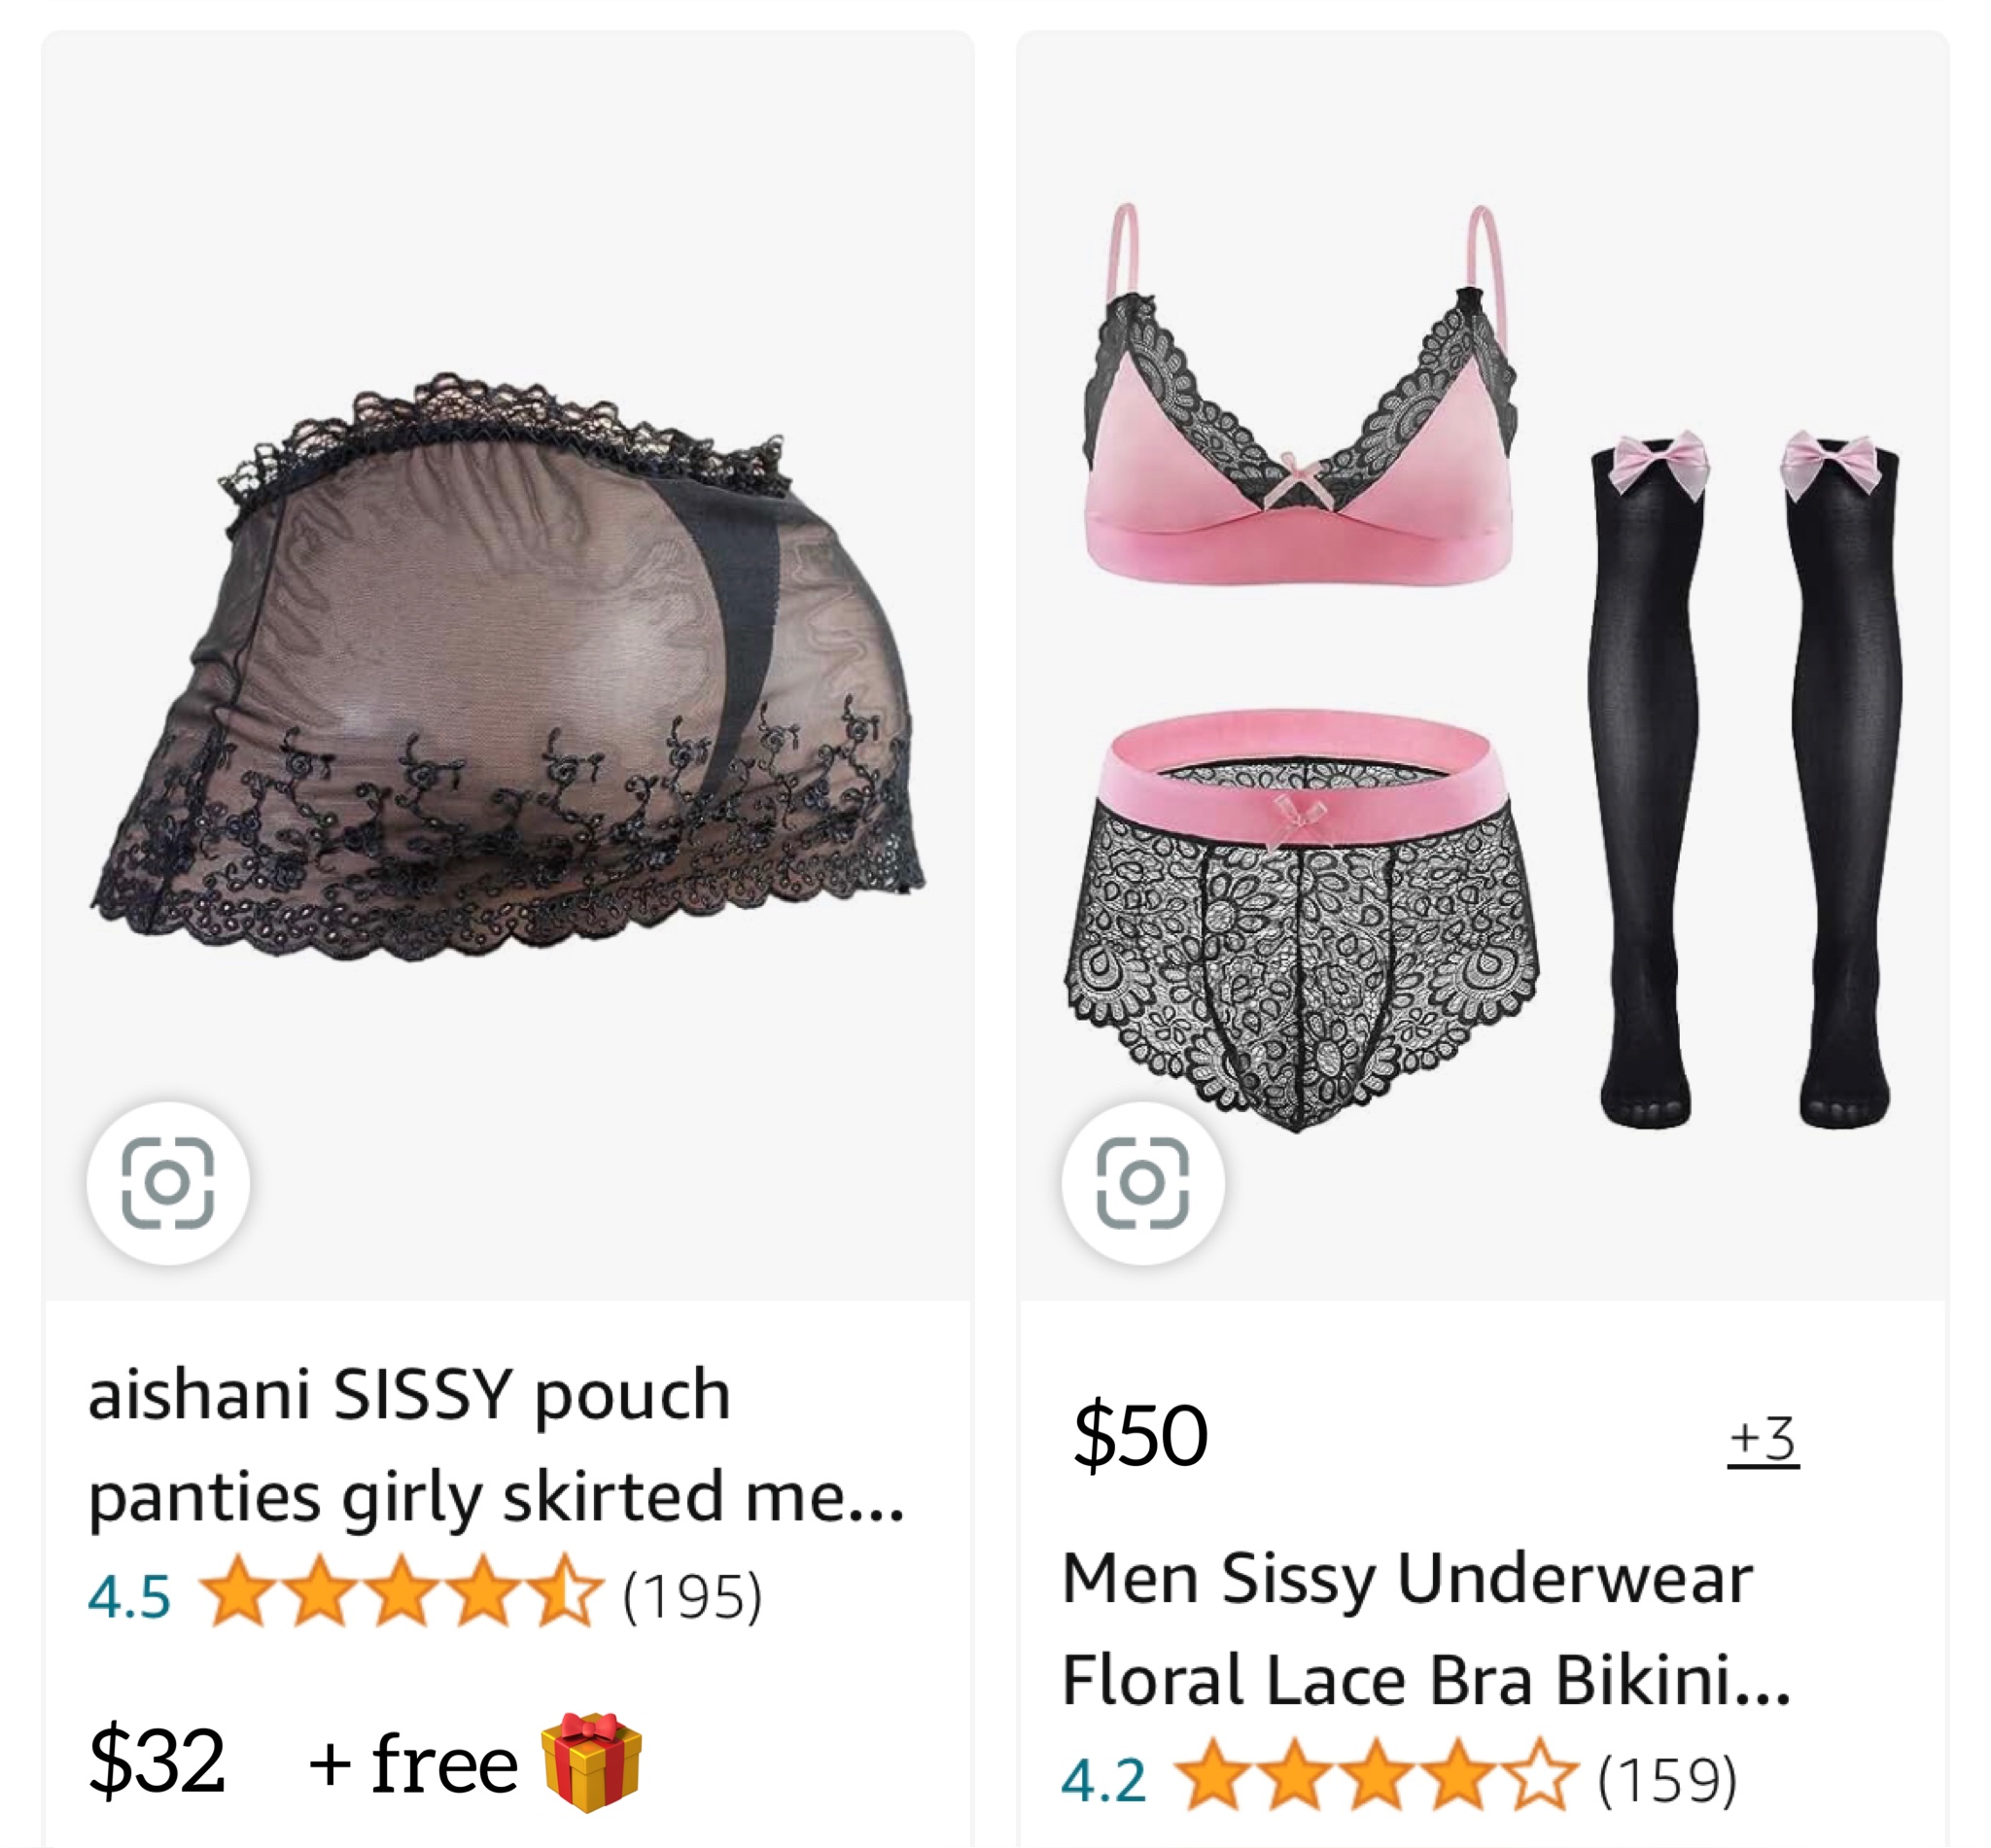 aishani SISSY pouch
panties girly skirted me...
4.5 (195)
$32 + free
$50 +3
Men Sissy Underwear
Floral Lace Bra Bikini...
4.2 (159)